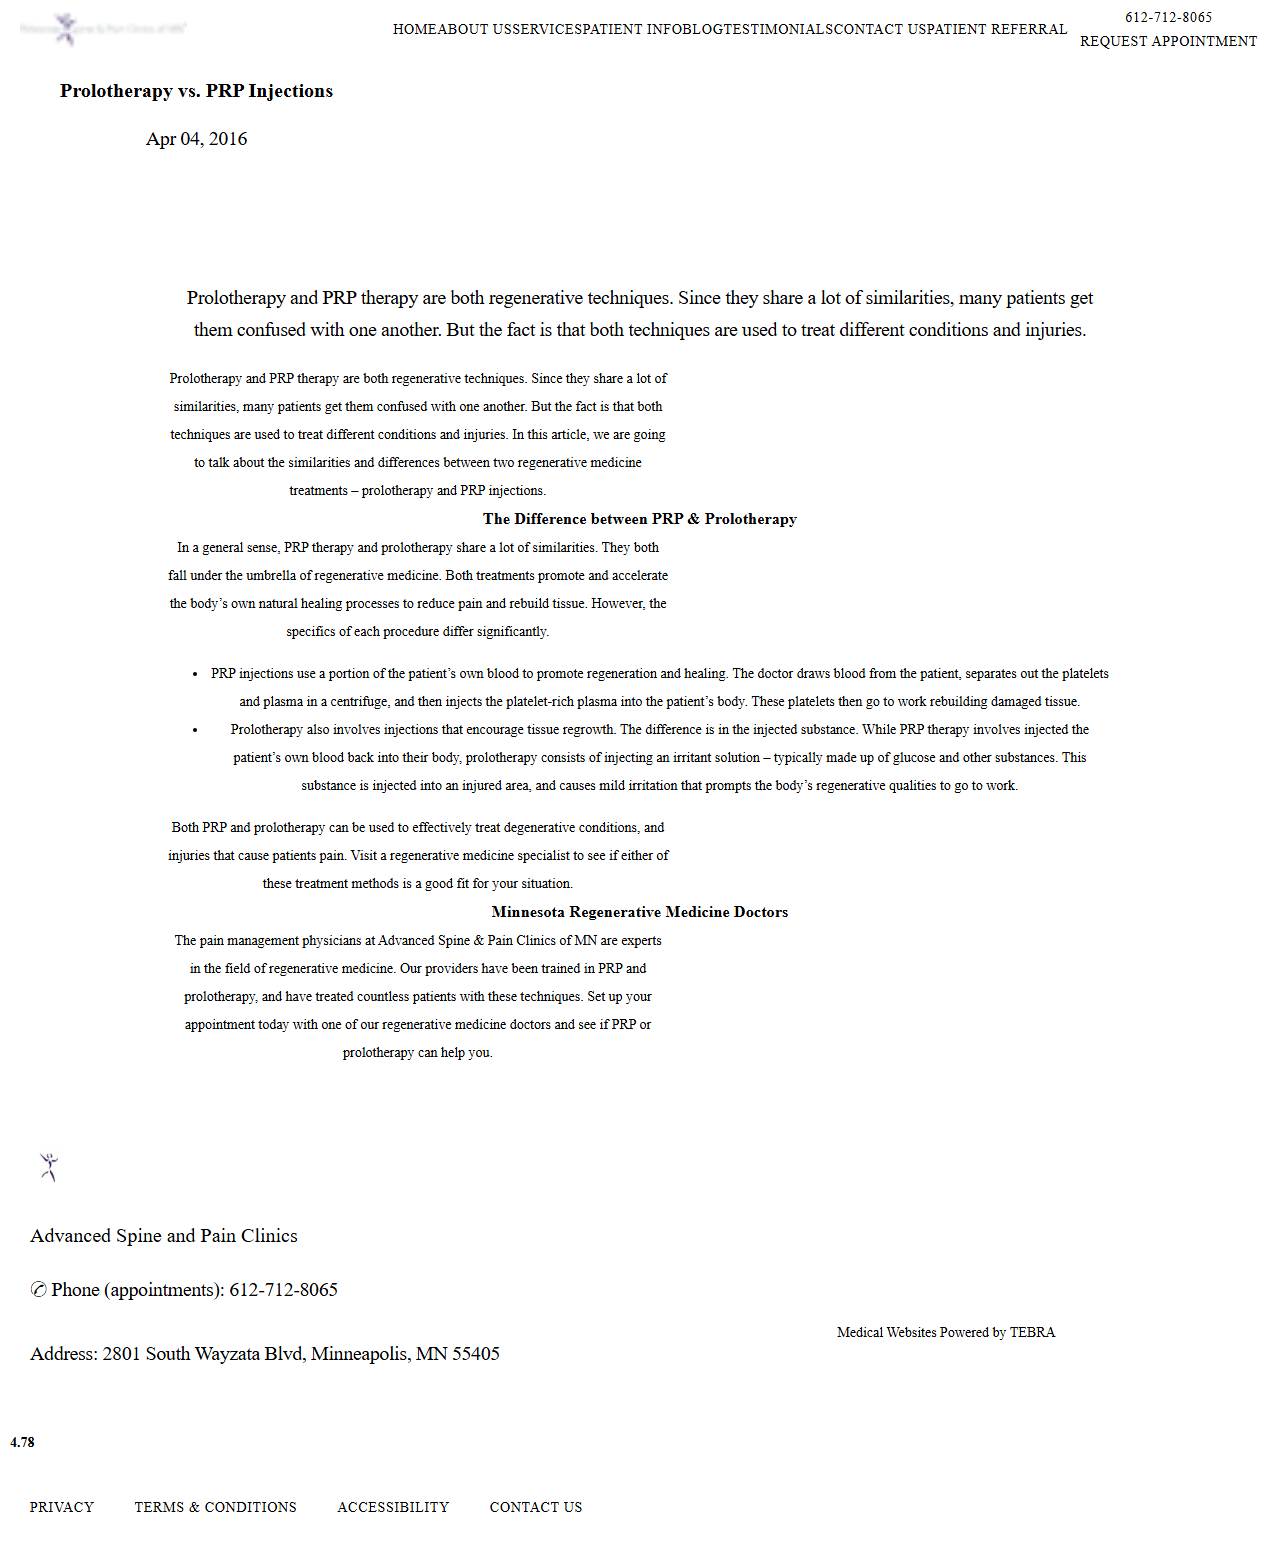 HOME ABOUT US SERVICES PATIENT INFO BLOG TESTIMONIALS CONTACT US PATIENT REFERRAL
612-712-8065
REQUEST APPOINTMENT
Prolotherapy vs. PRP Injections
Apr 04, 2016
Prolotherapy and PRP therapy are both regenerative techniques. Since they share a lot of similarities, many patients get
them confused with one another. But the fact is that both techniques are used to treat different conditions and injuries.
Prolotherapy and PRP therapy are both regenerative techniques. Since they share a lot of
similarities, many patients get them confused with one another. But the fact is that both
techniques are used to treat different conditions and injuries. In this article, we are going
to talk about the similarities and differences between two regenerative medicine
treatments – prolotherapy and PRP injections.
The Difference between PRP & Prolotherapy
In a general sense, PRP therapy and prolotherapy share a lot of similarities. They both
fall under the umbrella of regenerative medicine. Both treatments promote and accelerate
the body’s own natural healing processes to reduce pain and rebuild tissue. However, the
specifics of each procedure differ significantly.
• PRP injections use a portion of the patient’s own blood to promote regeneration and healing. The doctor draws blood from the patient, separates out the platelets
and plasma in a centrifuge, and then injects the platelet-rich plasma into the patient’s body. These platelets then go to work rebuilding damaged tissue.
• Prolotherapy also involves injections that encourage tissue regrowth. The difference is in the injected substance. While PRP therapy involves injected the
patient’s own blood back into their body, prolotherapy consists of injecting an irritant solution – typically made up of glucose and other substances. This
substance is injected into an injured area, and causes mild irritation that prompts the body’s regenerative qualities to go to work.
Both PRP and prolotherapy can be used to effectively treat degenerative conditions, and
injuries that cause patients pain. Visit a regenerative medicine specialist to see if either of
these treatment methods is a good fit for your situation.
Minnesota Regenerative Medicine Doctors
The pain management physicians at Advanced Spine & Pain Clinics of MN are experts
in the field of regenerative medicine. Our providers have been trained in PRP and
prolotherapy, and have treated countless patients with these techniques. Set up your
appointment today with one of our regenerative medicine doctors and see if PRP or
prolotherapy can help you.
Advanced Spine and Pain Clinics
✆ Phone (appointments): 612-712-8065
Medical Websites Powered by TEBRA
Address: 2801 South Wayzata Blvd, Minneapolis, MN 55405
4.78
PRIVACY TERMS & CONDITIONS ACCESSIBILITY CONTACT US